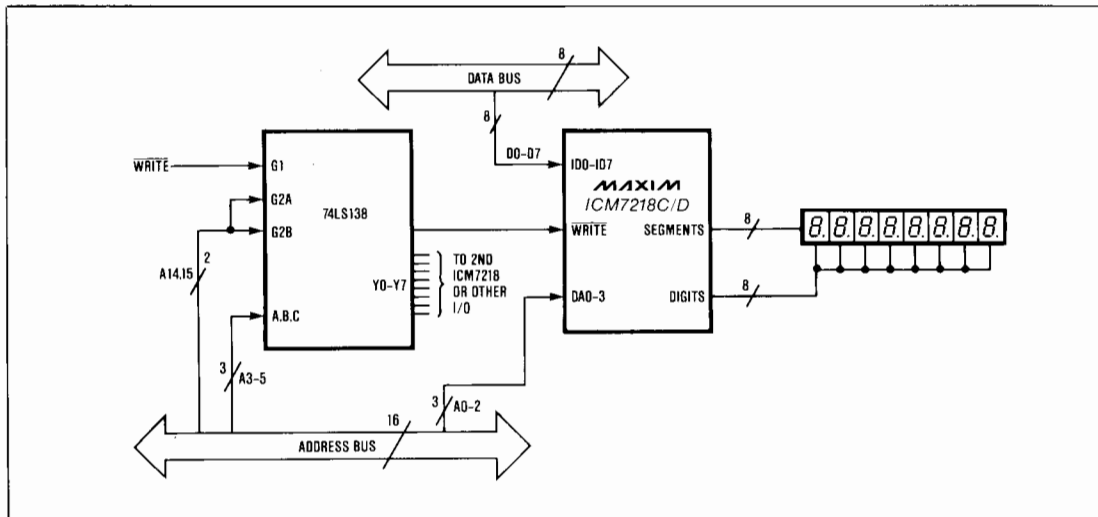 8
DATA BUS
8
D0-D7
WRITE
G1
G2A
G2B
74LS138
A14,15
2
A,B,C
Y0-Y7
TO 2ND
ICM7218
OR OTHER
I/O
3
A3-5
ID0-ID7
MAXIM
ICM7218C/D
WRITE
SEGMENTS
8
DA0-3
DIGITS
8
8.8.8.8.8.8.8.8.
3
A0-2
16
ADDRESS BUS